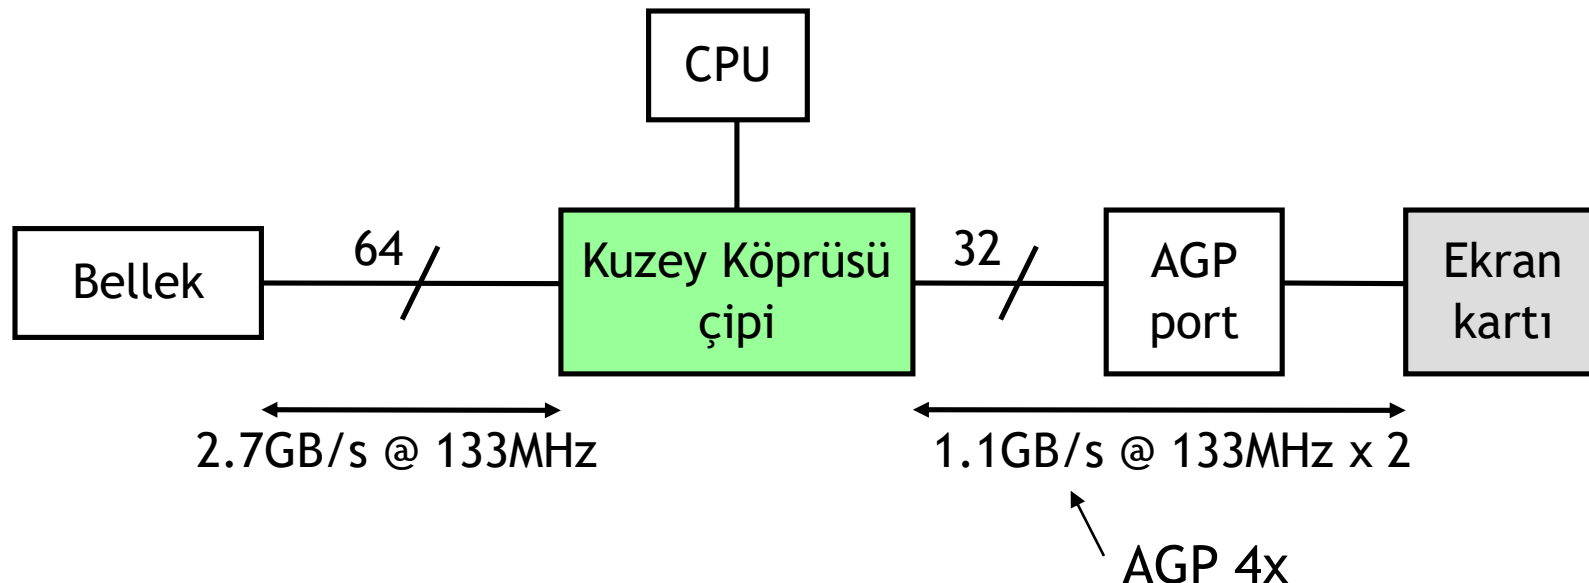 CPU
Bellek
64
Kuzey Köprüsü
çipi
32
AGP
port
Ekran
kartı
2.7GB/s @ 133MHz
1.1GB/s @ 133MHz x 2
AGP 4x